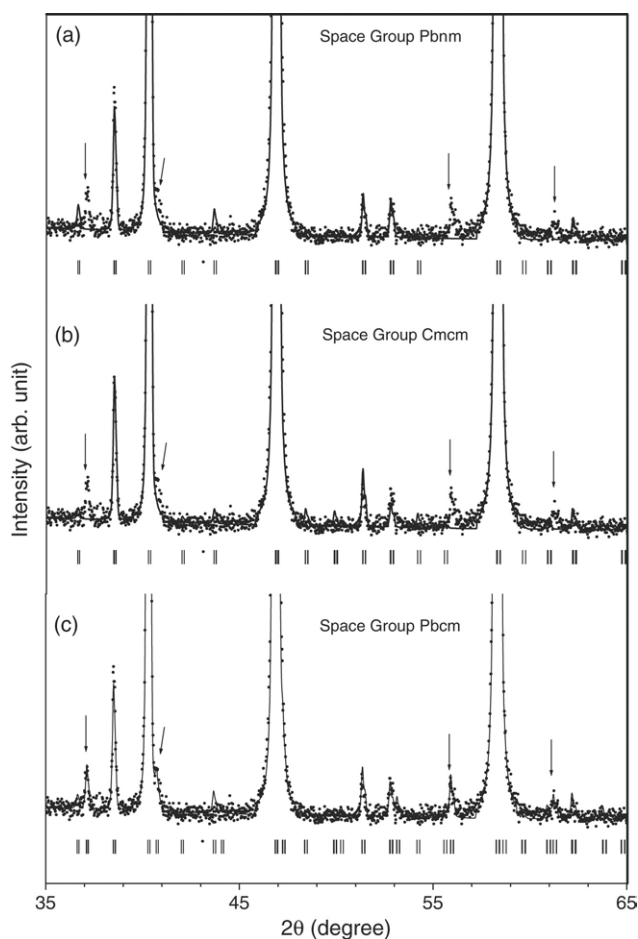 (a)
Space Group Pbnm
(b)
Space Group Cmcm
(c)
Space Group Pbcm
Intensity (arb. unit)
35
45
55
65
2θ (degree)